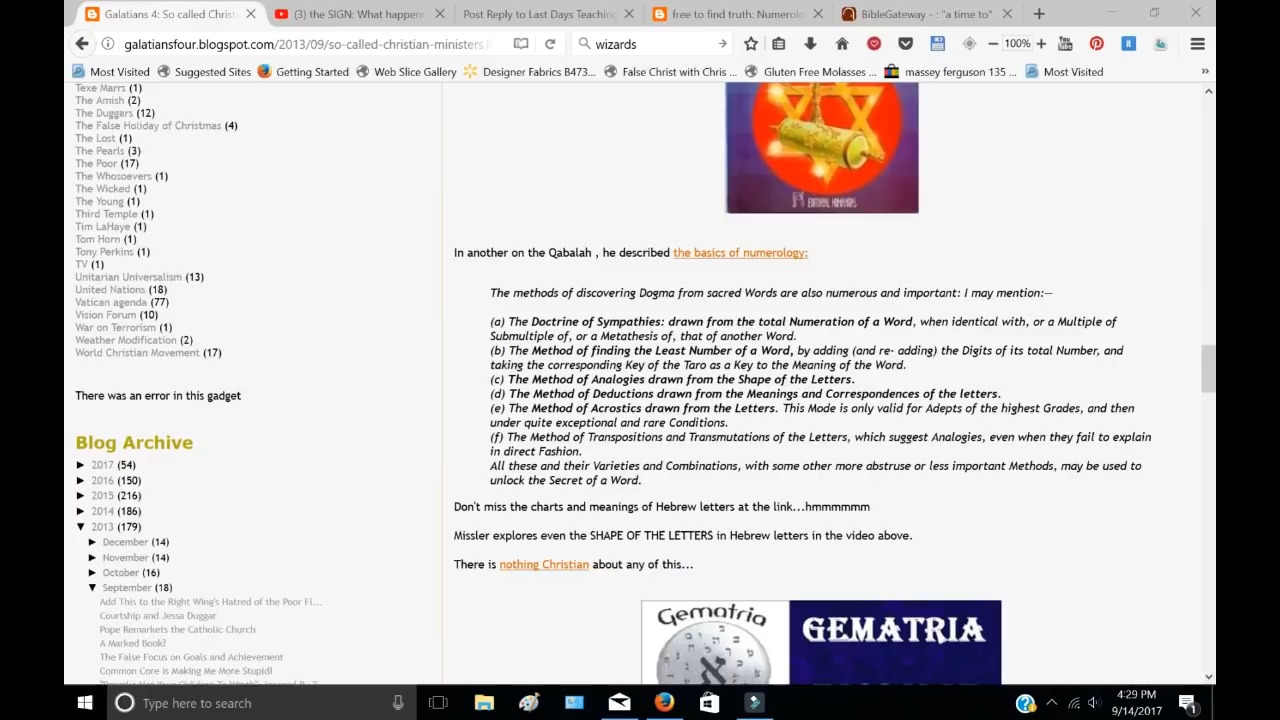 Galatians 4: So called Christ
(3) the SIGN: What happen
Post Reply to Last Days Teaching
free to find truth: Numerolo
BibleGateway - : "a time to"
galatiansfour.blogspot.com/2013/09/so-called-christian-ministers.h
wizards
100%
Most Visited
Suggested Sites
Getting Started
Web Slice Gallery
Designer Fabrics B473...
False Christ with Chris ...
Gluten Free Molasses ...
massey ferguson 135 ...
Most Visited
Texe Marrs (1)
The Amish (2)
The Duggars (12)
The False Holiday of Christmas (4)
The Lost (1)
The Pearls (3)
The Poor (17)
The Whosoevers (1)
The Wicked (1)
The Young (1)
Third Temple (1)
Tim LaHaye (1)
Tom Horn (1)
Tony Perkins (1)
TV (1)
Unitarian Universalism (13)
United Nations (18)
Vatican agenda (77)
Vision Forum (10)
War on Terrorism (1)
Weather Modification (2)
World Christian Movement (17)
There was an error in this gadget
Blog Archive
► 2017 (54)
► 2016 (150)
► 2015 (216)
► 2014 (186)
▼ 2013 (179)
► December (14)
► November (14)
► October (16)
▼ September (18)
Add This to the Right Wing's Hatred of the Poor Fi...
Courtship and Jessa Duggar
Pope Remarkets the Catholic Church
A Marked Book?
The False Focus on Goals and Achievement
Common Core is Making Me More Stupid!
EDITORIAL HUMANITAS
In another on the Qabalah , he described the basics of numerology:
The methods of discovering Dogma from sacred Words are also numerous and important: I may mention:—
(a) The Doctrine of Sympathies: drawn from the total Numeration of a Word, when identical with, or a Multiple of
Submultiple of, or a Metathesis of, that of another Word.
(b) The Method of finding the Least Number of a Word, by adding (and re- adding) the Digits of its total Number, and
taking the corresponding Key of the Taro as a Key to the Meaning of the Word.
(c) The Method of Analogies drawn from the Shape of the Letters.
(d) The Method of Deductions drawn from the Meanings and Correspondences of the letters.
(e) The Method of Acrostics drawn from the Letters. This Mode is only valid for Adepts of the highest Grades, and then
under quite exceptional and rare Conditions.
(f) The Method of Transpositions and Transmutations of the Letters, which suggest Analogies, even when they fail to explain
in direct Fashion.
All these and their Varieties and Combinations, with some other more abstruse or less important Methods, may be used to
unlock the Secret of a Word.
Don't miss the charts and meanings of Hebrew letters at the link...hmmmmmm
Missler explores even the SHAPE OF THE LETTERS in Hebrew letters in the video above.
There is nothing Christian about any of this...
Gematria
GEMATRIA
Type here to search
4:29 PM
9/14/2017